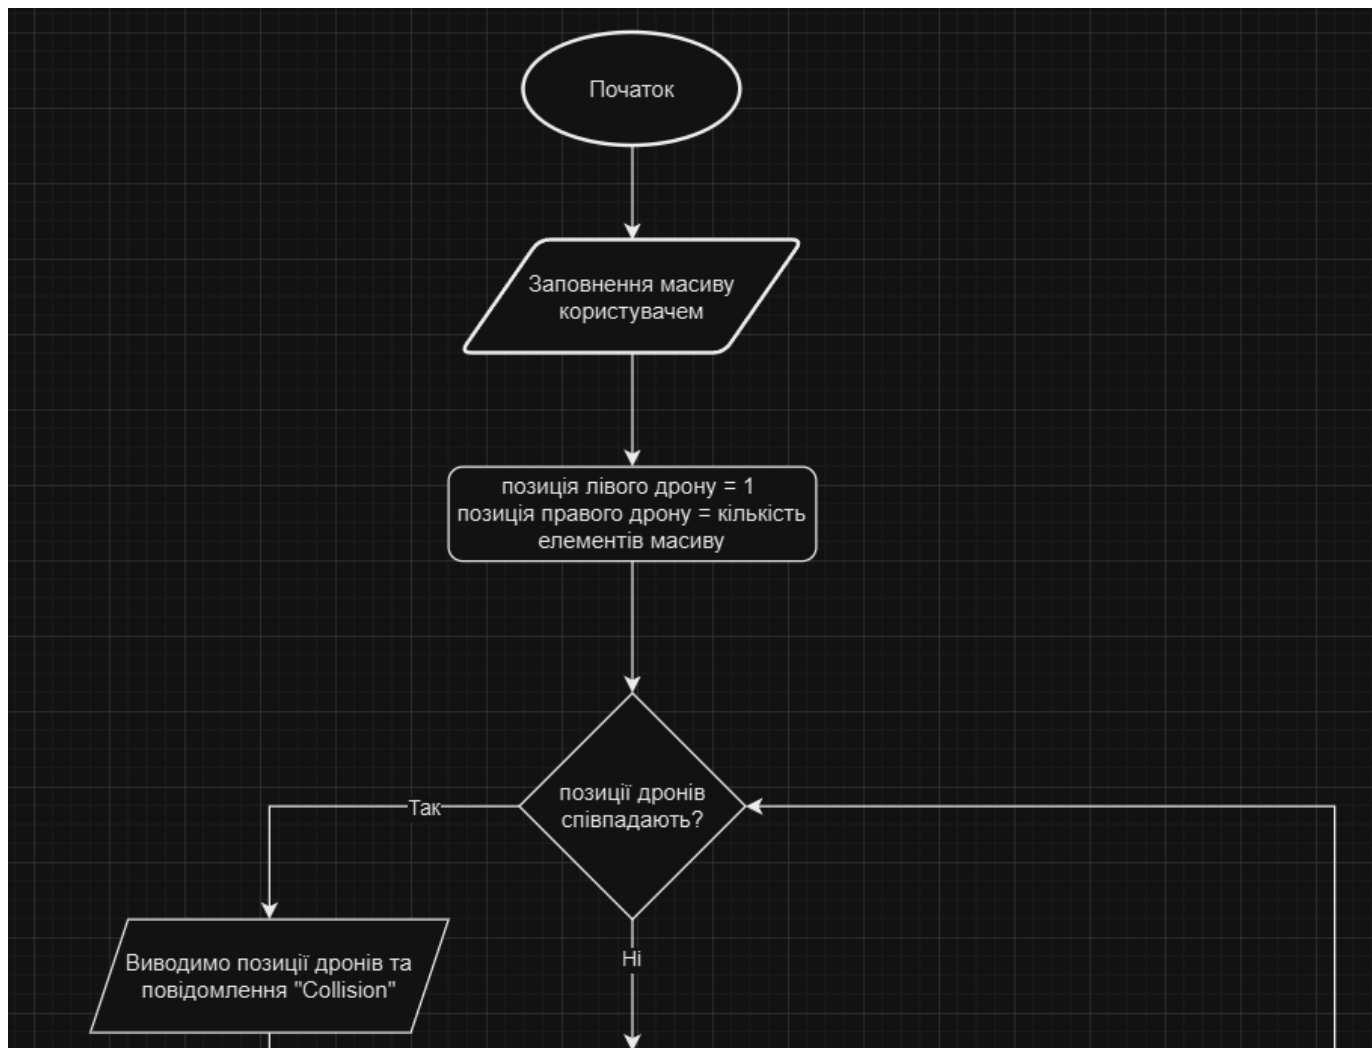 Початок
Заповнення масиву
користувачем
позиція лівого дрону = 1
позиція правого дрону = кількість
елементів масиву
позиції дронів
співпадають?
Так
Виводимо позиції дронів та
повідомлення "Collision"
Ні